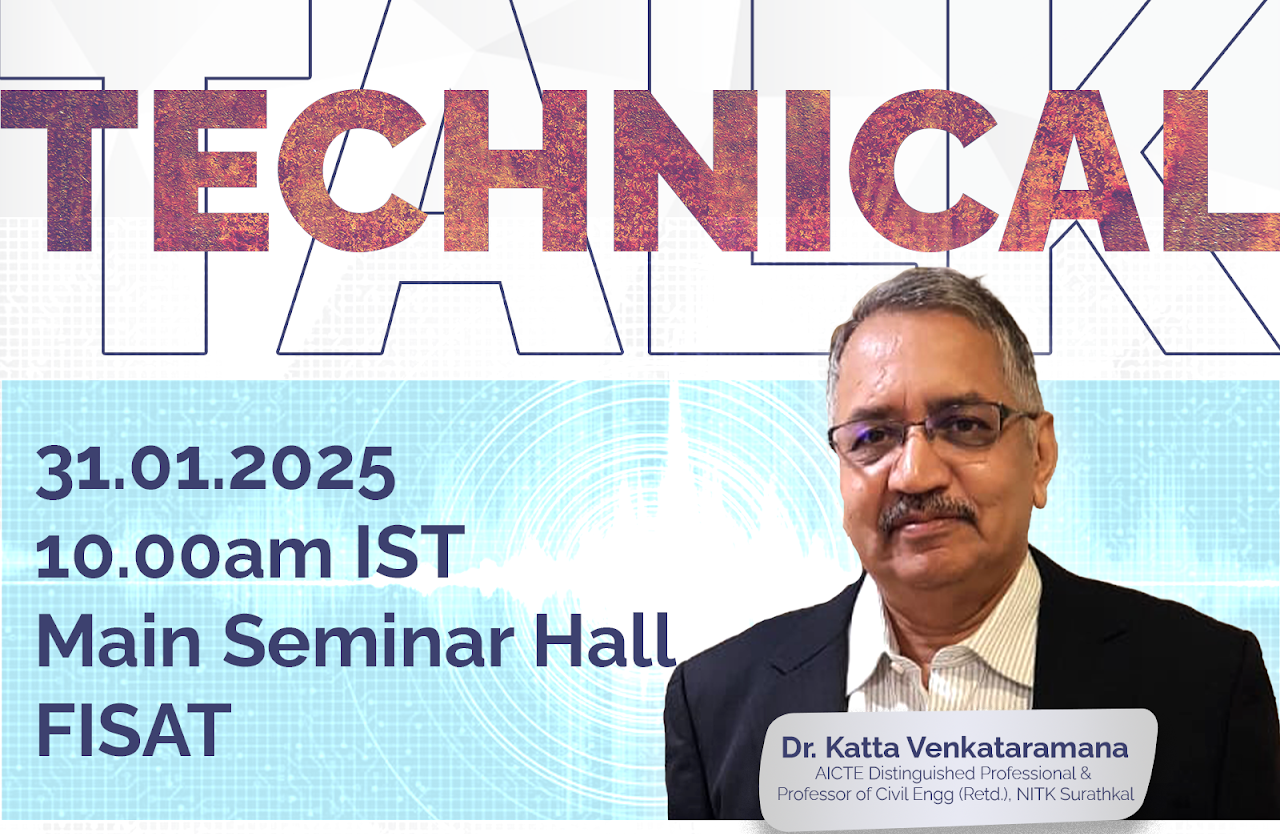 TALK
TECHNICAL
31.01.2025
10.00am IST
Main Seminar Hall
FISAT
Dr. Katta Venkataramana
AICTE Distinguished Professional &
Professor of Civil Engg (Retd.), NITK Surathkal